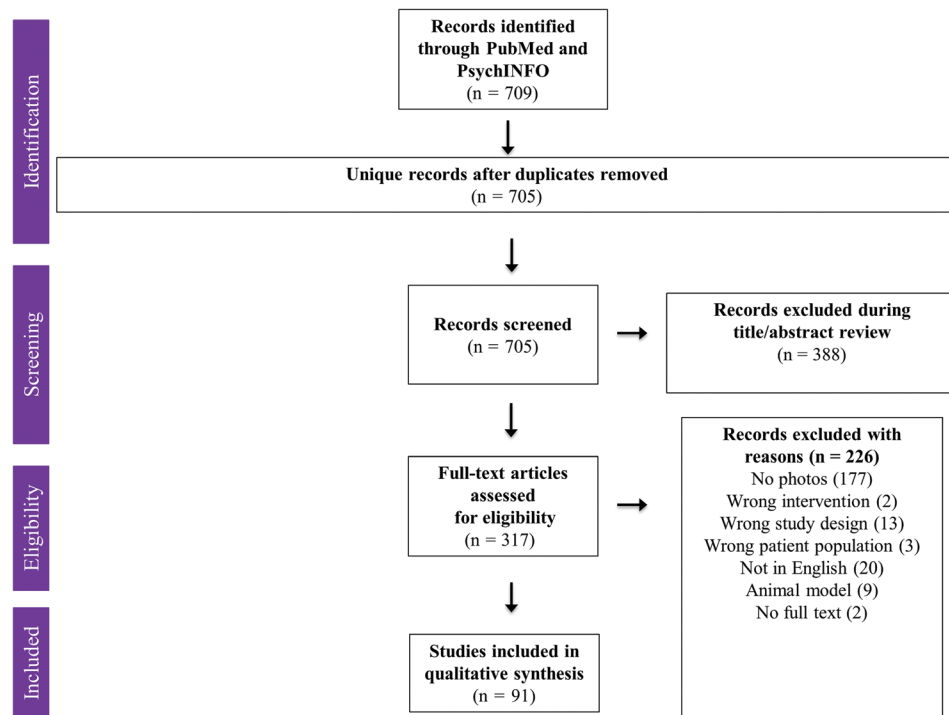 Identification
Records identified
through PubMed and
PsychINFO
(n = 709)
Unique records after duplicates removed
(n = 705)
Screening
Records screened
(n = 705)
Records excluded during
title/abstract review
(n = 388)
Eligibility
Full-text articles
assessed
for eligibility
(n = 317)
Records excluded with
reasons (n = 226)
No photos (177)
Wrong intervention (2)
Wrong study design (13)
Wrong patient population (3)
Not in English (20)
Animal model (9)
No full text (2)
Included
Studies included in
qualitative synthesis
(n = 91)